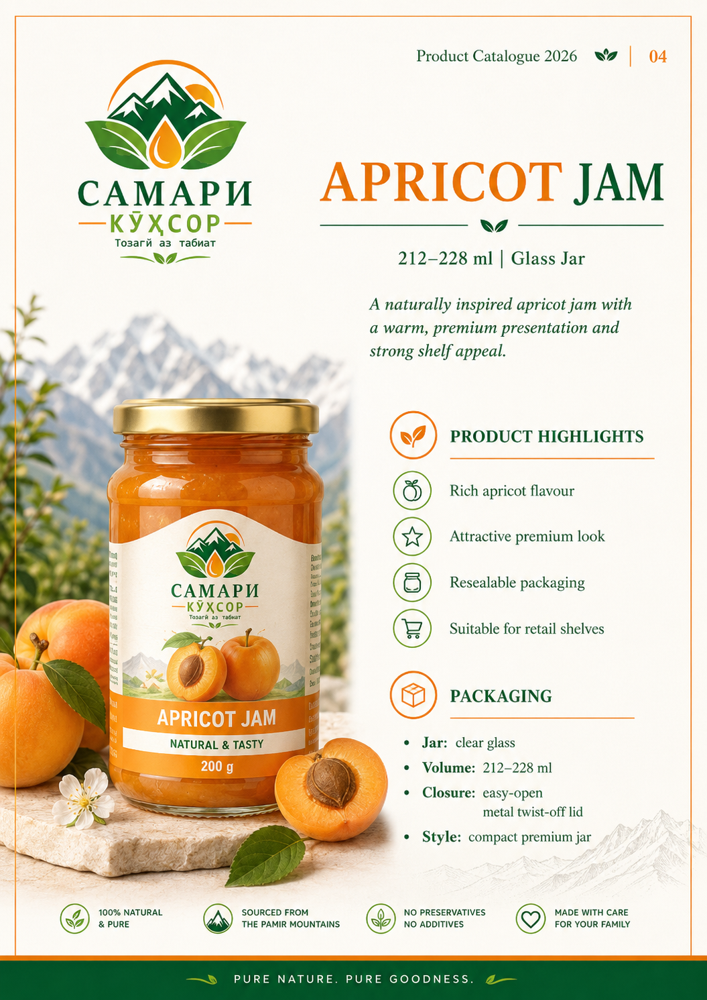 Product Catalogue 2026 | 04
САМАРИ
КӮҲСОР
Тозагӣ аз табиат
APRICOT JAM
212–228 ml | Glass Jar
A naturally inspired apricot jam with
a warm, premium presentation and
strong shelf appeal.
PRODUCT HIGHLIGHTS
Rich apricot flavour
Attractive premium look
Resealable packaging
Suitable for retail shelves
PACKAGING
• Jar: clear glass
• Volume: 212–228 ml
• Closure: easy-open
metal twist-off lid
• Style: compact premium jar
САМАРИ
КӮҲСОР
Тозагӣ аз табиат
APRICOT JAM
NATURAL & TASTY
200 g
100% NATURAL
& PURE
SOURCED FROM
THE PAMIR MOUNTAINS
NO PRESERVATIVES
NO ADDITIVES
MADE WITH CARE
FOR YOUR FAMILY
PURE NATURE. PURE GOODNESS.